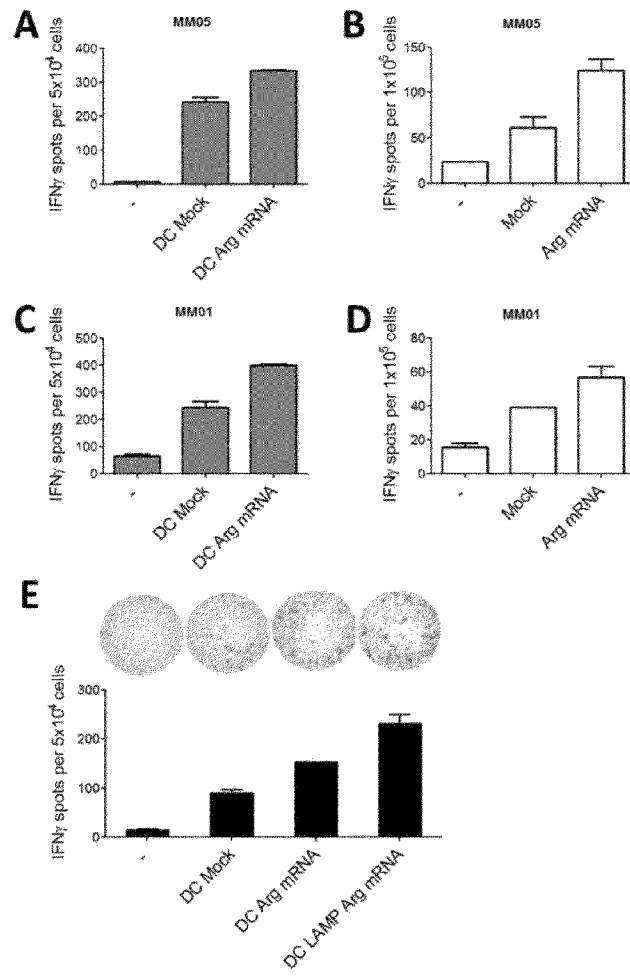 A
MM05
IFNγ spots per 5x10⁴ cells
400
300
200
100
0
-
DC Mock
DC Arg mRNA
B
MM05
IFNγ spots per 1x10⁵ cells
150
100
50
0
-
Mock
Arg mRNA
C
MM01
IFNγ spots per 5x10⁴ cells
500
400
300
200
100
0
-
DC Mock
DC Arg mRNA
D
MM01
IFNγ spots per 1x10⁵ cells
80
60
40
20
0
-
Mock
Arg mRNA
E
IFNγ spots per 5x10⁴ cells
300
200
100
0
-
DC Mock
DC Arg mRNA
DC LAMP Arg mRNA